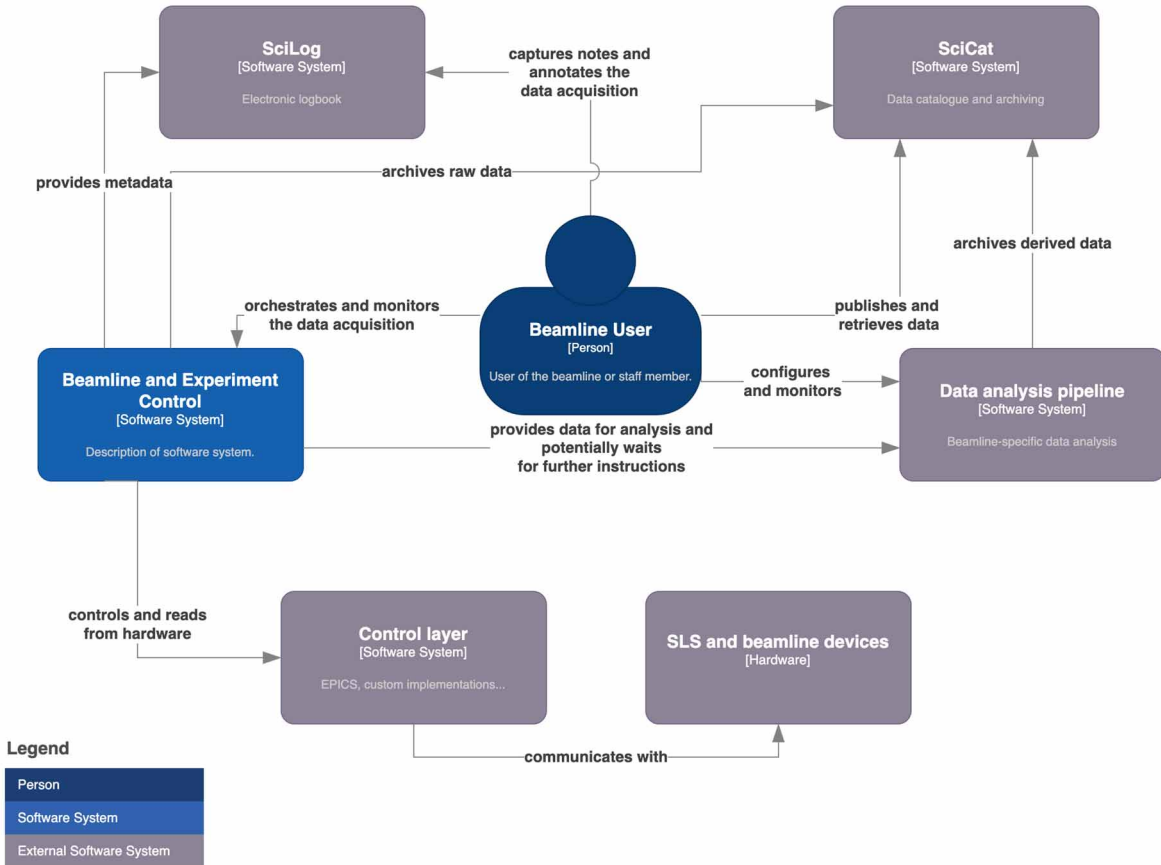 SciLog
[Software System]
Electronic logbook
captures notes and
annotates the
data acquisition
SciCat
[Software System]
Data catalogue and archiving
provides metadata
archives raw data
archives derived data
orchestrates and monitors
the data acquisition
Beamline User
[Person]
User of the beamline or staff member.
publishes and
retrieves data
configures
and monitors
Beamline and Experiment
Control
[Software System]
Description of software system.
provides data for analysis and
potentially waits
for further instructions
Data analysis pipeline
[Software System]
Beamline-specific data analysis
controls and reads
from hardware
Control layer
[Software System]
EPICS, custom implementations...
SLS and beamline devices
[Hardware]
communicates with
Legend
Person
Software System
External Software System